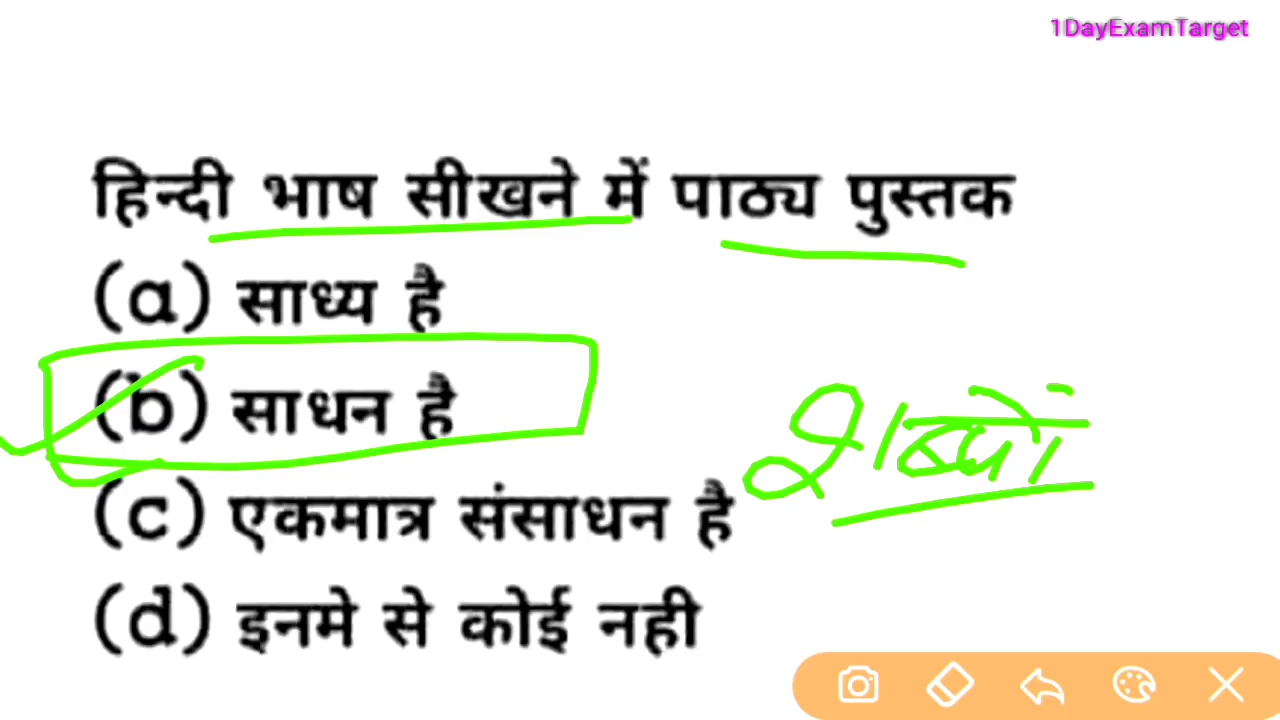 1DayExamTarget
हिन्दी भाष सीखने में पाठ्य पुस्तक
(a) साध्य है
(b) साधन है
(c) एकमात्र संसाधन है
(d) इनमे से कोई नही
शब्दों